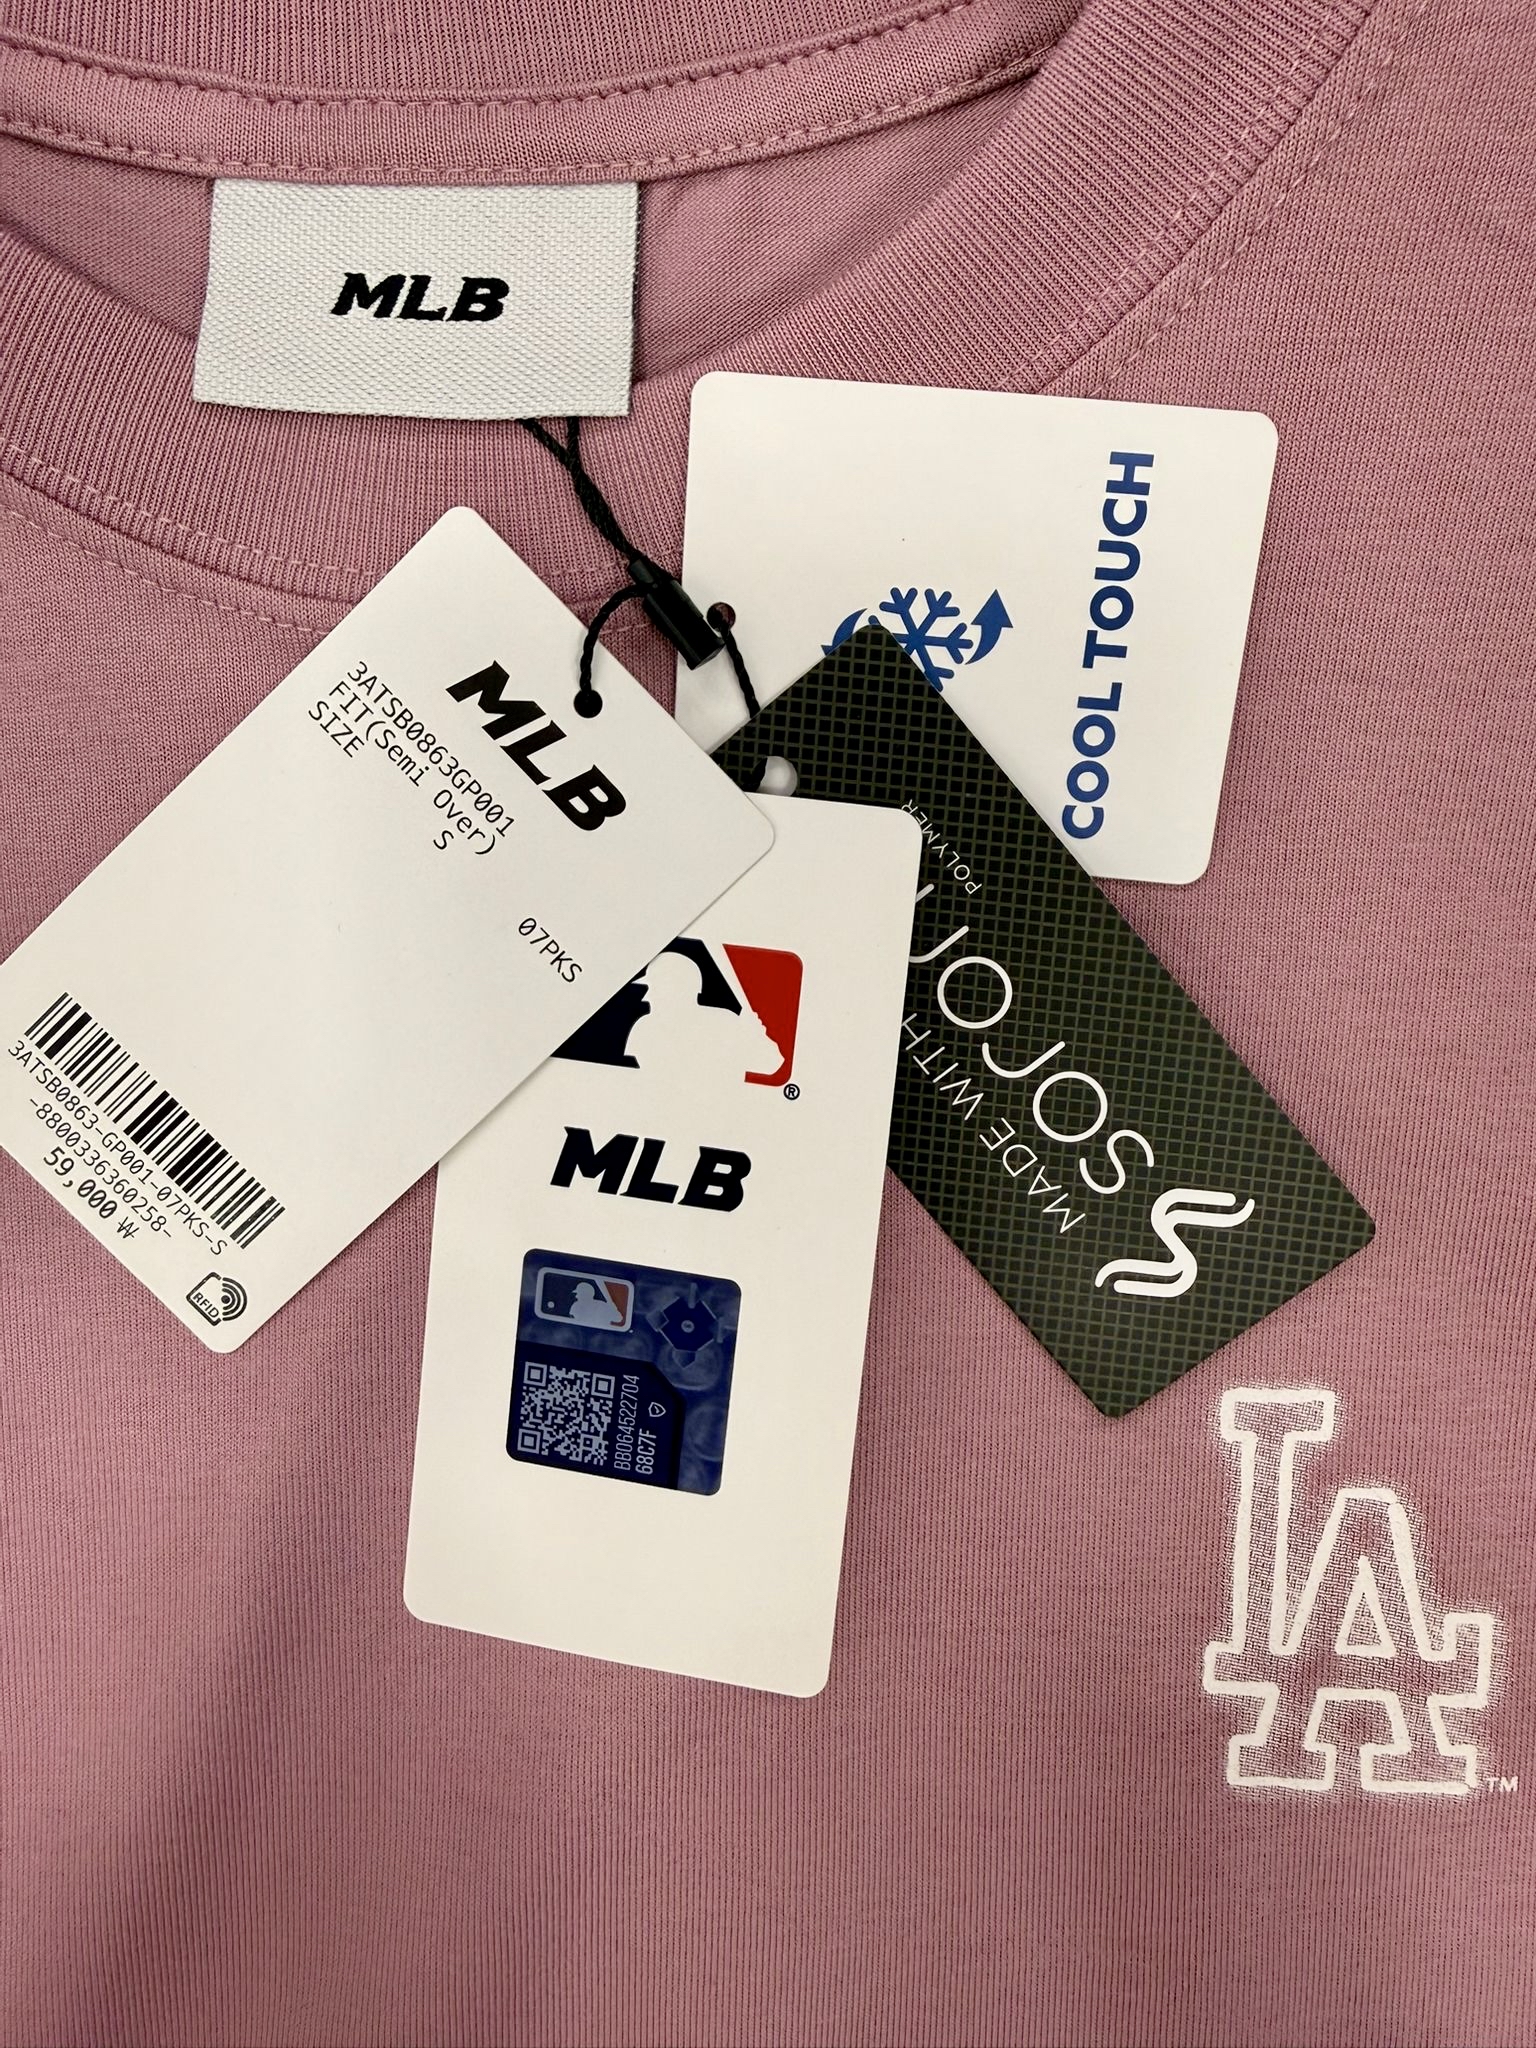 MLB
COOL TOUCH
MLB
3ATSB0863GP001
FIT(Semi Over)
SIZE S
07PKS
3ATSB0863-GP001-07PKS-S
-8800336360258-
59,000 ₩
RFID
®
MLB
BB064522704
68C7F
MADE WITH
POLYMER
LA
TM